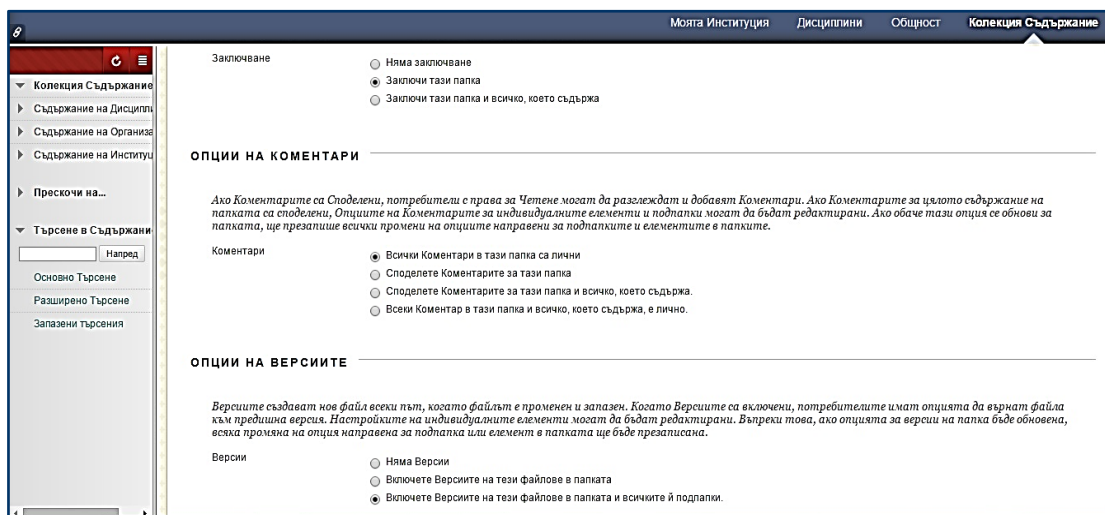 Моята Институция Дисциплини Общност Колекция Съдържание
Колекция Съдържание
Съдържание на Дисципли
Съдържание на Организа
Съдържание на Институц
Прескочи на...
Търсене в Съдържани
Напред
Основно Търсене
Разширено Търсене
Запазени търсения
Заключване
Няма заключване
Заключи тази папка
Заключи тази папка и всичко, което съдържа
ОПЦИИ НА КОМЕНТАРИ
Ако Коментарите са Споделени, потребители с права за Четене могат да разглеждат и добавят Коментари. Ако Коментарите за цялото съдържание на
папката са споделени, Опциите на Коментарите за индивидуалните елементи и подпапки могат да бъдат редактирани. Ако обаче тази опция се обнови за
папката, ще презапише всички промени на опциите направени за подпапките и елементите в папките.
Коментари
Всички Коментари в тази папка са лични
Споделете Коментарите за тази папка
Споделете Коментарите за тази папка и всичко, което съдържа.
Всеки Коментар в тази папка и всичко, което съдържа, е лично.
ОПЦИИ НА ВЕРСИИТЕ
Версиите създават нов файл всеки път, когато файлът е променен и запазен. Когато Версиите са включени, потребителите имат опцията да върнат файла
към предишна версия. Настройките на индивидуалните елементи могат да бъдат редактирани. Въпреки това, ако опцията за версии на папка бъде обновена,
всяка промяна на опция направена за подпапка или елемент в папката ще бъде презаписана.
Версии
Няма Версии
Включете Версиите на тези файлове в папката
Включете Версиите на тези файлове в папката и всичките й подпапки.